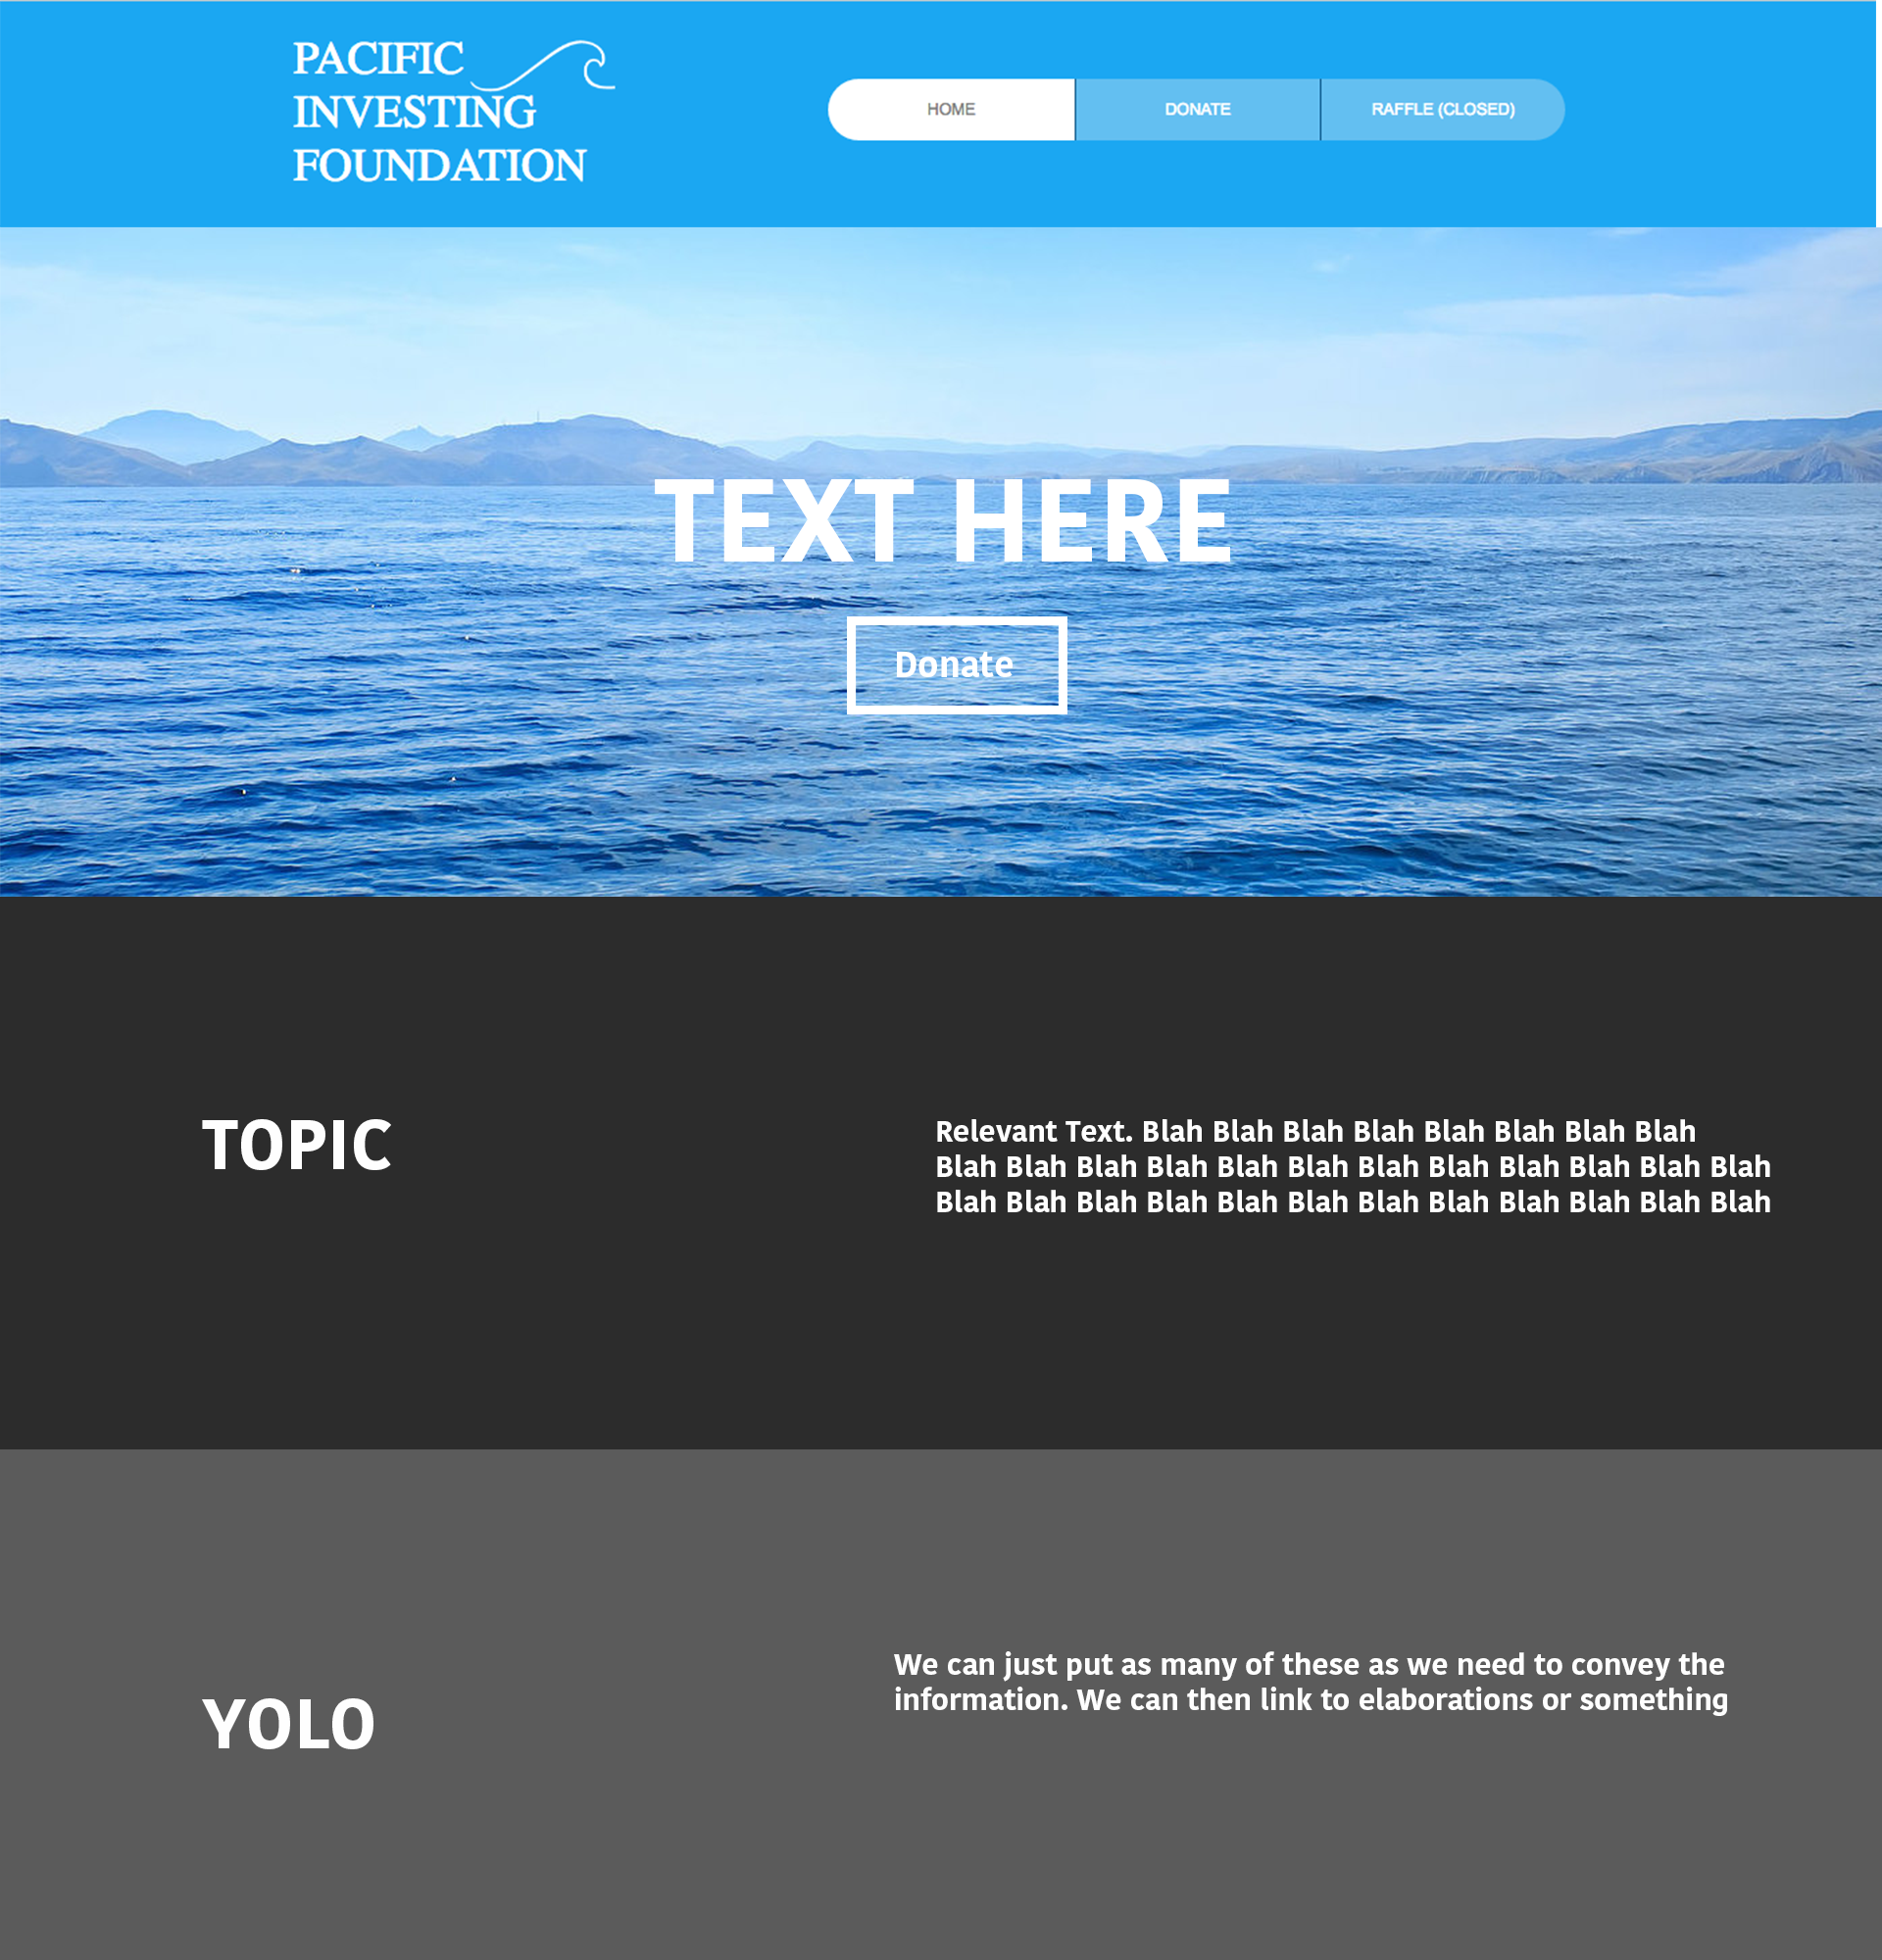 PACIFIC
INVESTING
FOUNDATION
HOME
DONATE
RAFFLE (CLOSED)
TEXT HERE
Donate
TOPIC
Relevant Text. Blah Blah Blah Blah Blah Blah Blah Blah
Blah Blah Blah Blah Blah Blah Blah Blah Blah Blah Blah Blah
Blah Blah Blah Blah Blah Blah Blah Blah Blah Blah Blah Blah
YOLO
We can just put as many of these as we need to convey the
information. We can then link to elaborations or something